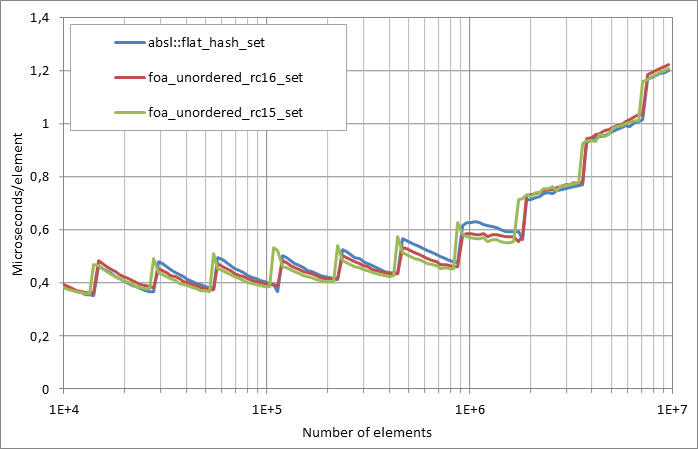 1,4
1,2
1
0,8
0,6
0,4
0,2
0
Microseconds/element
absl::flat_hash_set
foa_unordered_rc16_set
foa_unordered_rc15_set
1E+4 1E+5 1E+6 1E+7
Number of elements